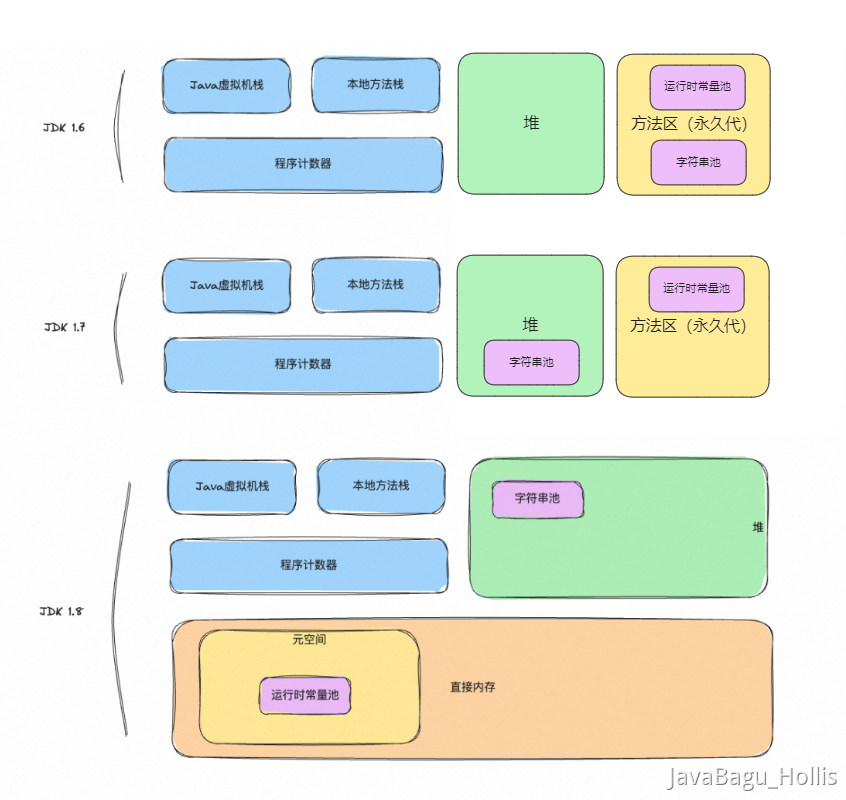 JDK 1.6
Java虚拟机栈
本地方法栈
程序计数器
堆
运行时常量池
方法区（永久代）
字符串池
JDK 1.7
Java虚拟机栈
本地方法栈
程序计数器
堆
字符串池
运行时常量池
方法区（永久代）
JDK 1.8
Java虚拟机栈
本地方法栈
程序计数器
字符串池
堆
元空间
运行时常量池
直接内存
JavaBagu_Hollis